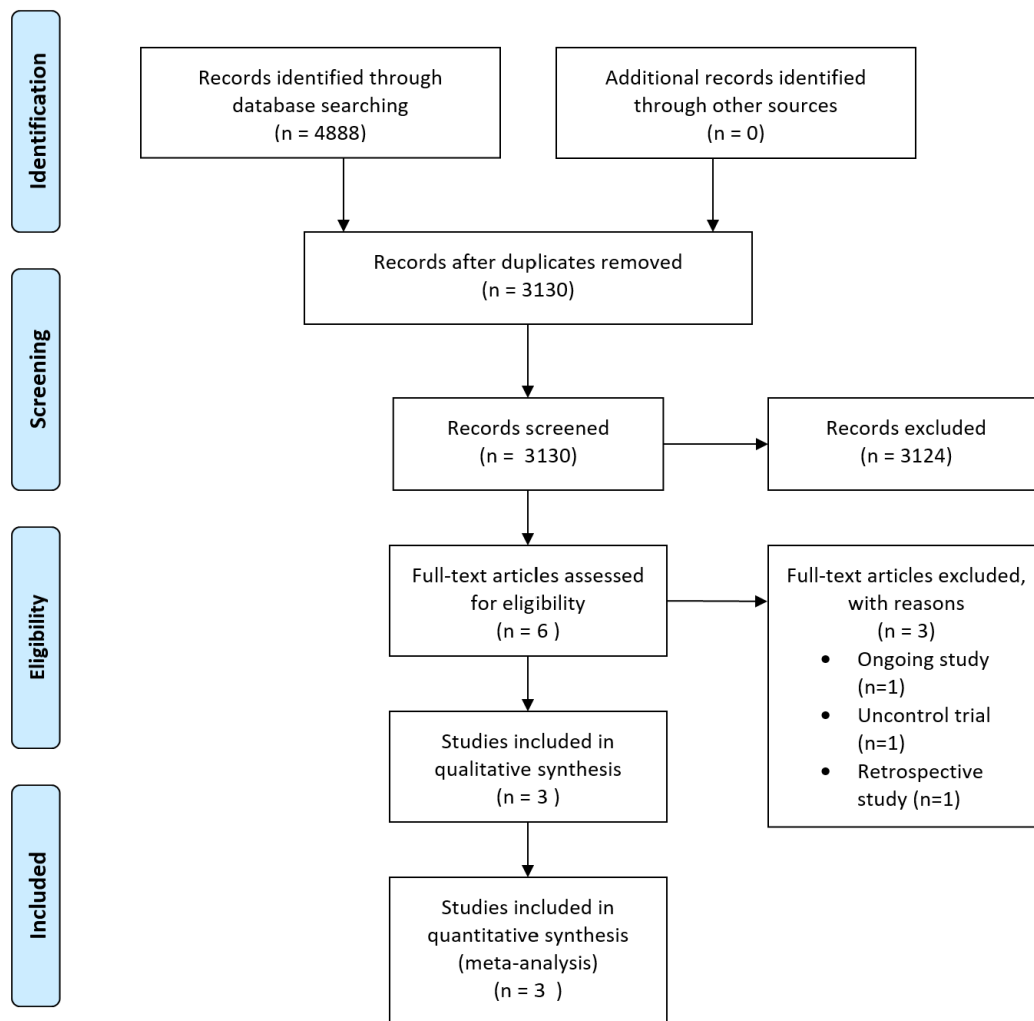 Identification
Records identified through
database searching
(n = 4888)
Additional records identified
through other sources
(n = 0)
Records after duplicates removed
(n = 3130)
Screening
Records screened
(n = 3130)
Records excluded
(n = 3124)
Eligibility
Full-text articles assessed
for eligibility
(n = 6 )
Full-text articles excluded,
with reasons
(n = 3)
• Ongoing study
(n=1)
• Uncontrol trial
(n=1)
• Retrospective
study (n=1)
Studies included in
qualitative synthesis
(n = 3 )
Included
Studies included in
quantitative synthesis
(meta-analysis)
(n = 3 )